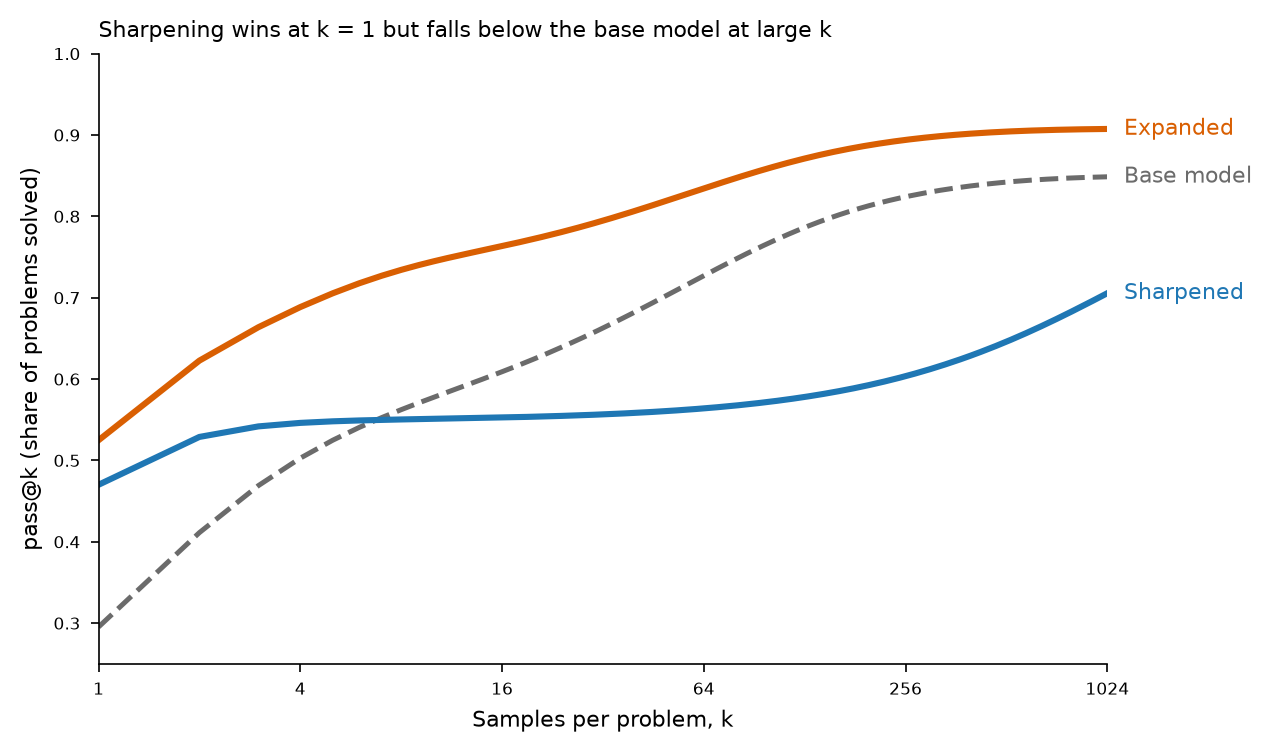 Sharpening wins at k = 1 but falls below the base model at large k
pass@k (share of problems solved)
1.0
0.9
0.8
0.7
0.6
0.5
0.4
0.3
Expanded
Base model
Sharpened
1
4
16
64
256
1024
Samples per problem, k